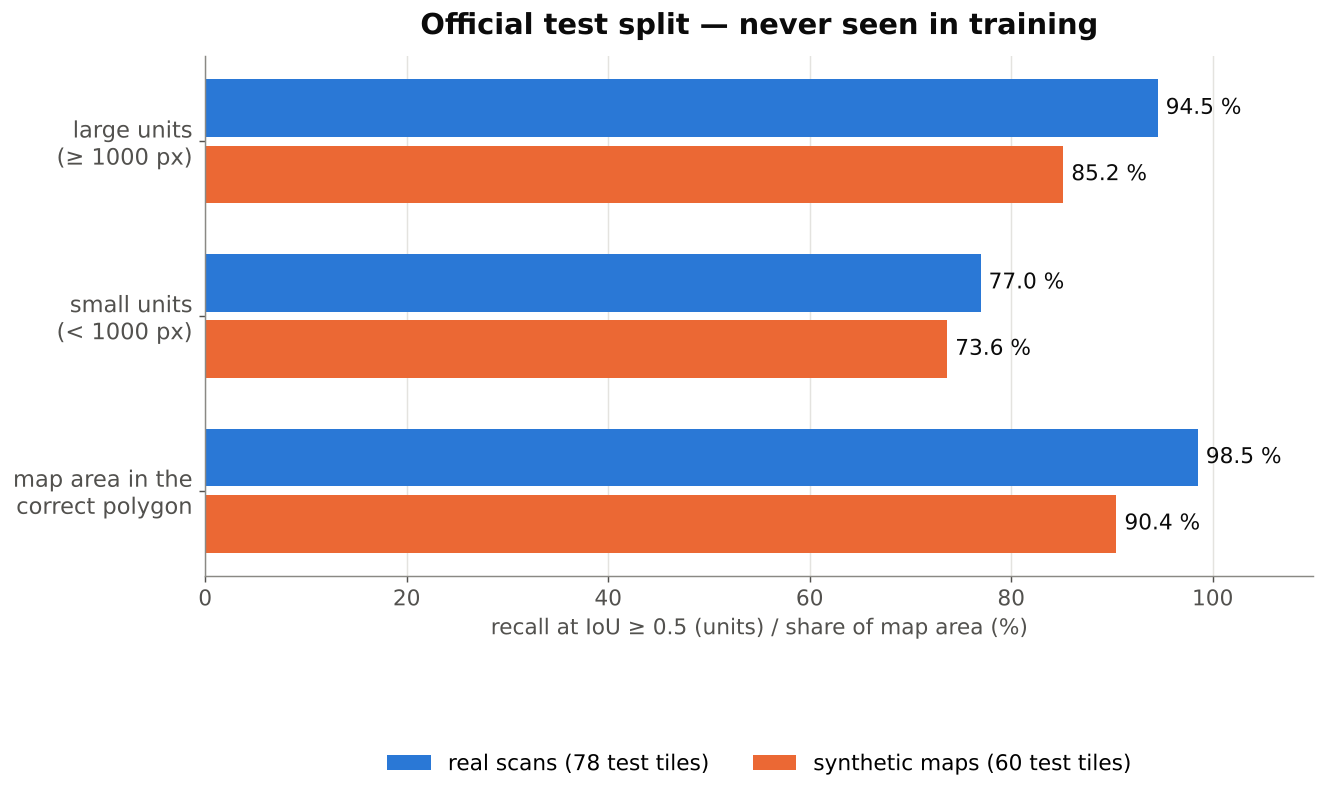 Official test split — never seen in training
large units
(≥ 1000 px)
94.5 %
85.2 %
small units
(< 1000 px)
77.0 %
73.6 %
map area in the
correct polygon
98.5 %
90.4 %
0 20 40 60 80 100
recall at IoU ≥ 0.5 (units) / share of map area (%)
real scans (78 test tiles) synthetic maps (60 test tiles)